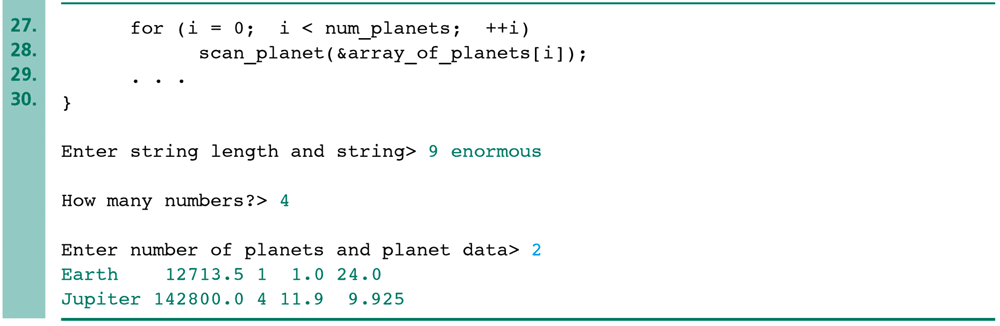 27. for (i = 0;  i < num_planets;  ++i)
28. scan_planet(&array_of_planets[i]);
29. . . .
30. }
Enter string length and string> 9 enormous
How many numbers?> 4
Enter number of planets and planet data> 2
Earth    12713.5 1  1.0 24.0
Jupiter 142800.0 4 11.9  9.925